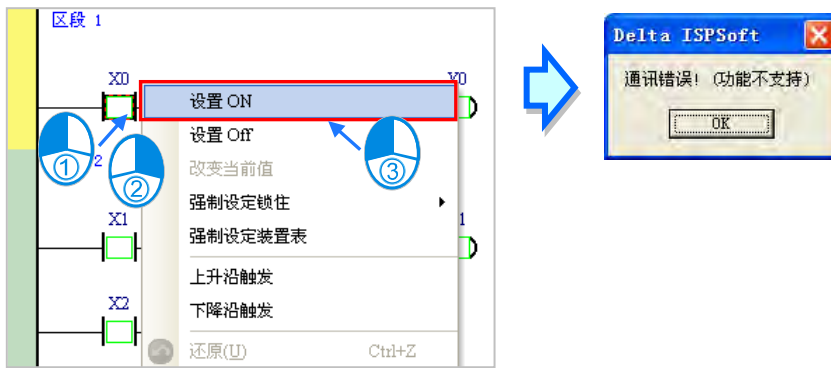 区段 1
X0
Y0
设置 ON
设置 Off
改变当前值
强制设定锁住
强制设定装置表
上升沿触发
下降沿触发
还原(U) Ctrl+Z
①
②
③
2
X1
1
X2
Delta ISPSoft
通讯错误! (功能不支持)
OK